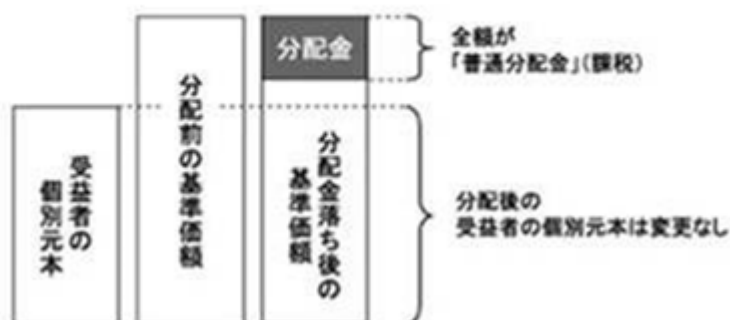 受益者の
個別元本
分配前の基準価額
分配金
分配金落ち後の
基準価額
全額が
「普通分配金」(課税)
分配後の
受益者の個別元本は変更なし